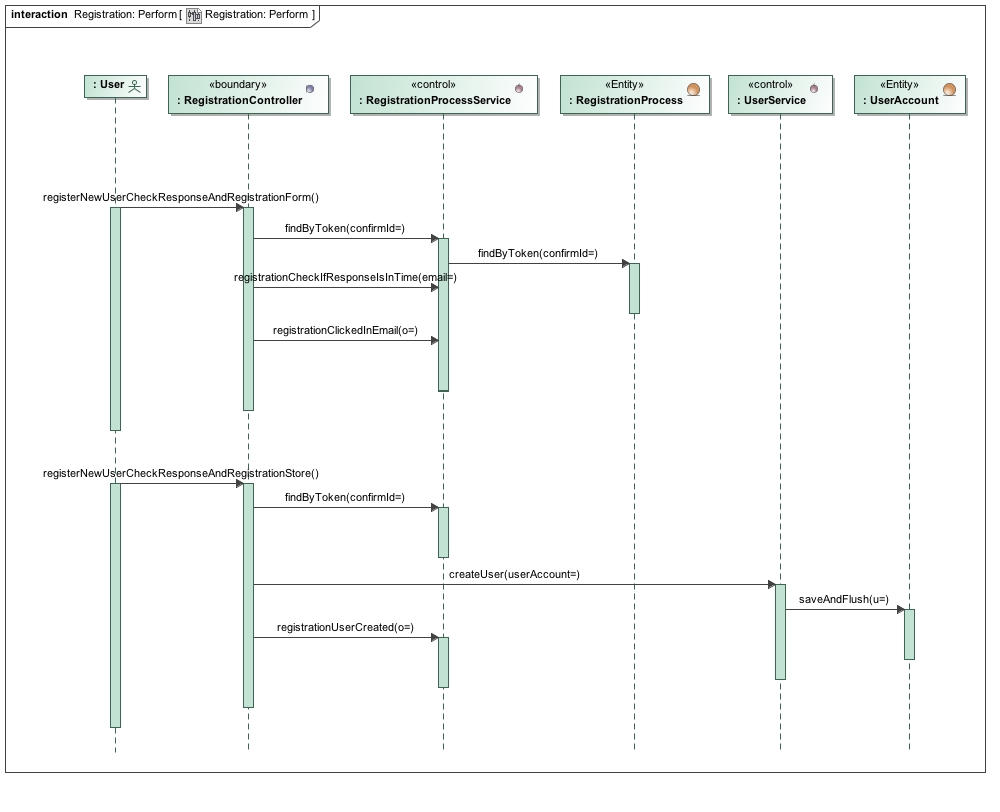 interaction Registration: Perform [ Registration: Perform ]
: User
«boundary»
: RegistrationController
«control»
: RegistrationProcessService
«Entity»
: RegistrationProcess
«control»
: UserService
«Entity»
: UserAccount
registerNewUserCheckResponseAndRegistrationForm()
findByToken(confirmId=)
findByToken(confirmId=)
registrationCheckIfResponseIsInTime(email=)
registrationClickedInEmail(o=)
registerNewUserCheckResponseAndRegistrationStore()
findByToken(confirmId=)
createUser(userAccount=)
saveAndFlush(u=)
registrationUserCreated(o=)